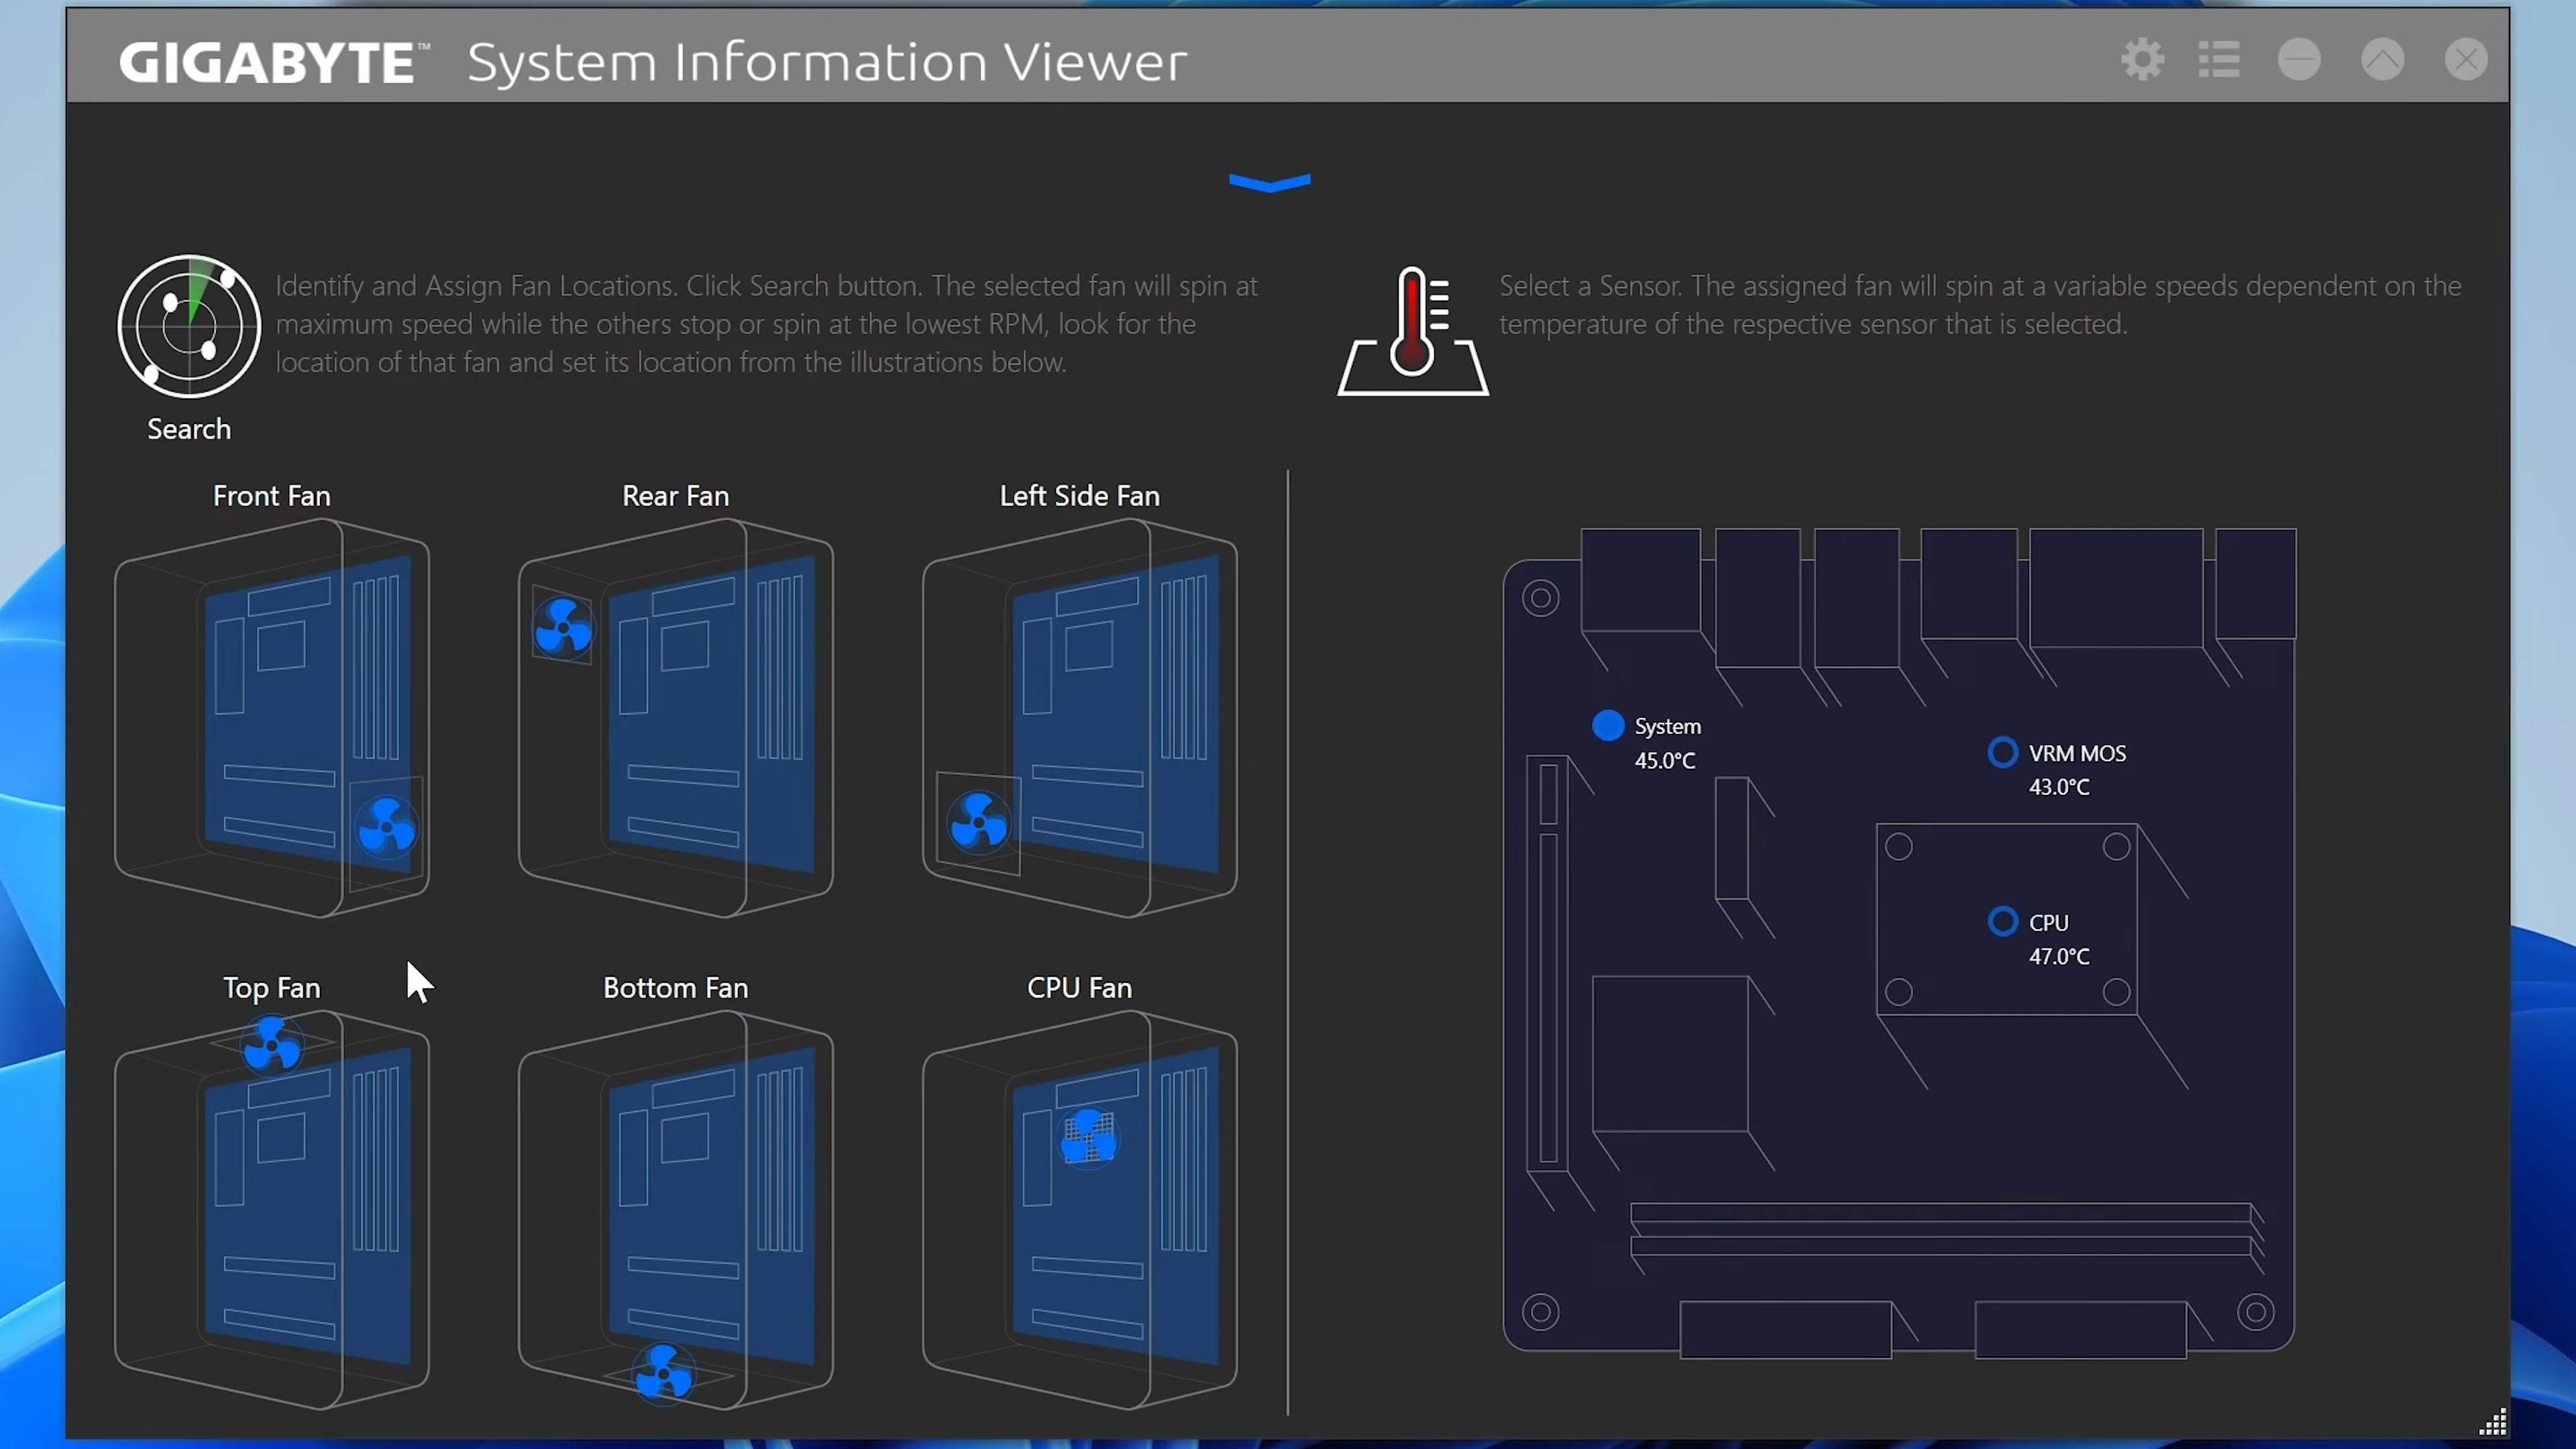 GIGABYTE™ System Information Viewer
Identify and Assign Fan Locations. Click Search button. The selected fan will spin at
maximum speed while the others stop or spin at the lowest RPM, look for the
location of that fan and set its location from the illustrations below.
Search
Select a Sensor. The assigned fan will spin at a variable speeds dependent on the
temperature of the respective sensor that is selected.
Front Fan
Rear Fan
Left Side Fan
Top Fan
Bottom Fan
CPU Fan
System
45.0°C
VRM MOS
43.0°C
CPU
47.0°C